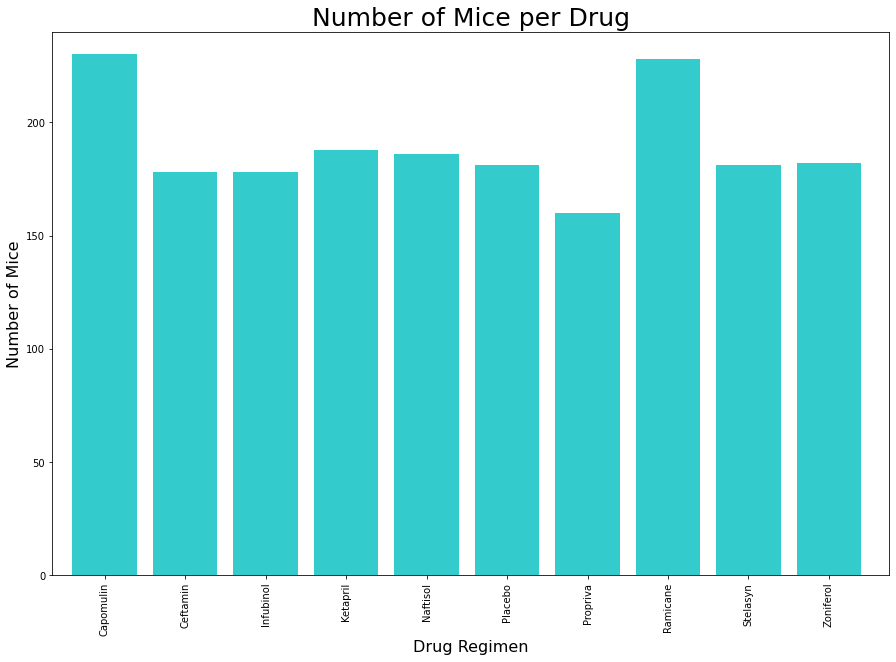 Number of Mice per Drug
Number of Mice
200
150
100
50
0
Capomulin
Ceftamin
Infubinol
Ketapril
Naftisol
Placebo
Propriva
Ramicane
Stelasyn
Zoniferol
Drug Regimen